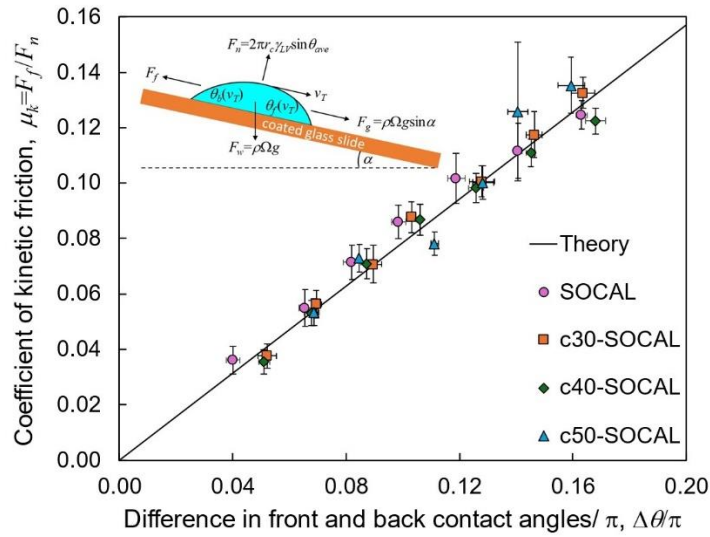 Coefficient of kinetic friction, μk=Ff/Fn
0.16
0.14
0.12
0.10
0.08
0.06
0.04
0.02
0.00
0.00 0.04 0.08 0.12 0.16 0.20
Difference in front and back contact angles/ π, Δθ/π
Fn=2πrcγLVsinθave
Ff
vT
θb(vT)
θf(vT)
Fg=ρΩgsinα
coated glass slide
Fw=ρΩg
α
Theory
SOCAL
c30-SOCAL
c40-SOCAL
c50-SOCAL